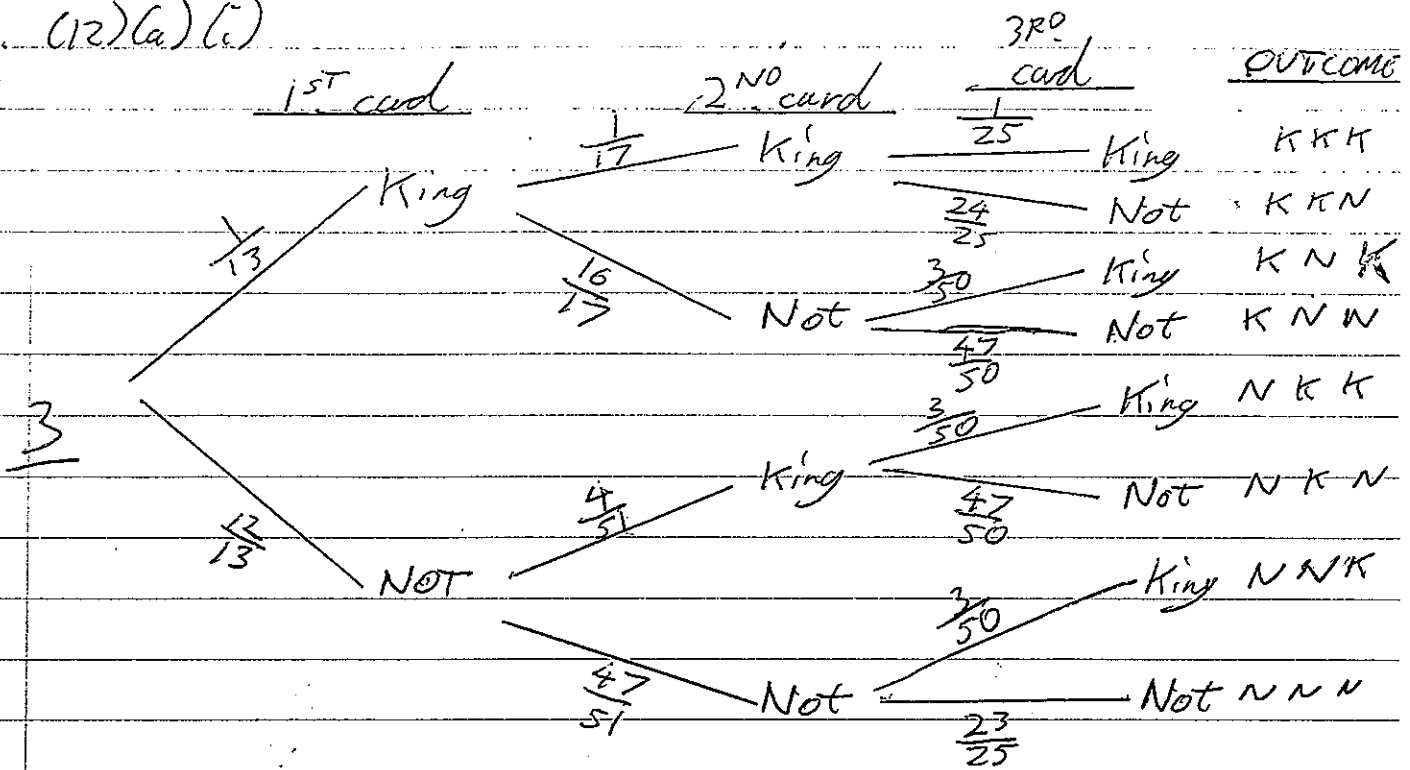 (12)(a)(i)
1ST card 2ND card 3RD card OUTCOME
1/13 King 1/17 King 1/25 King KKK
24/25 Not KKN
16/17 Not 3/50 King KNK
47/50 Not KNN
3
12/13 NOT 4/51 King 3/50 King NKK
47/50 Not NKN
47/51 Not 3/50 King NNK
23/25 Not NNN